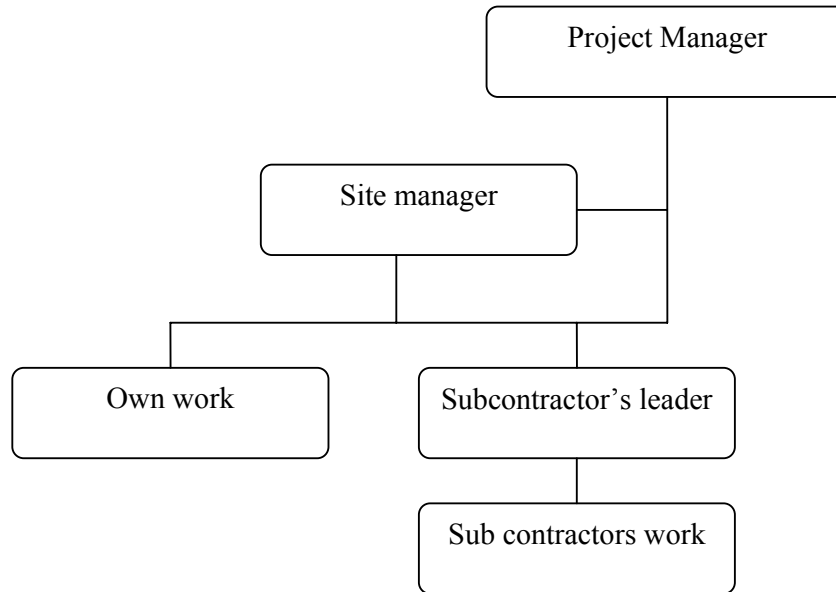 Project Manager
Site manager
Own work
Subcontractor’s leader
Sub contractors work